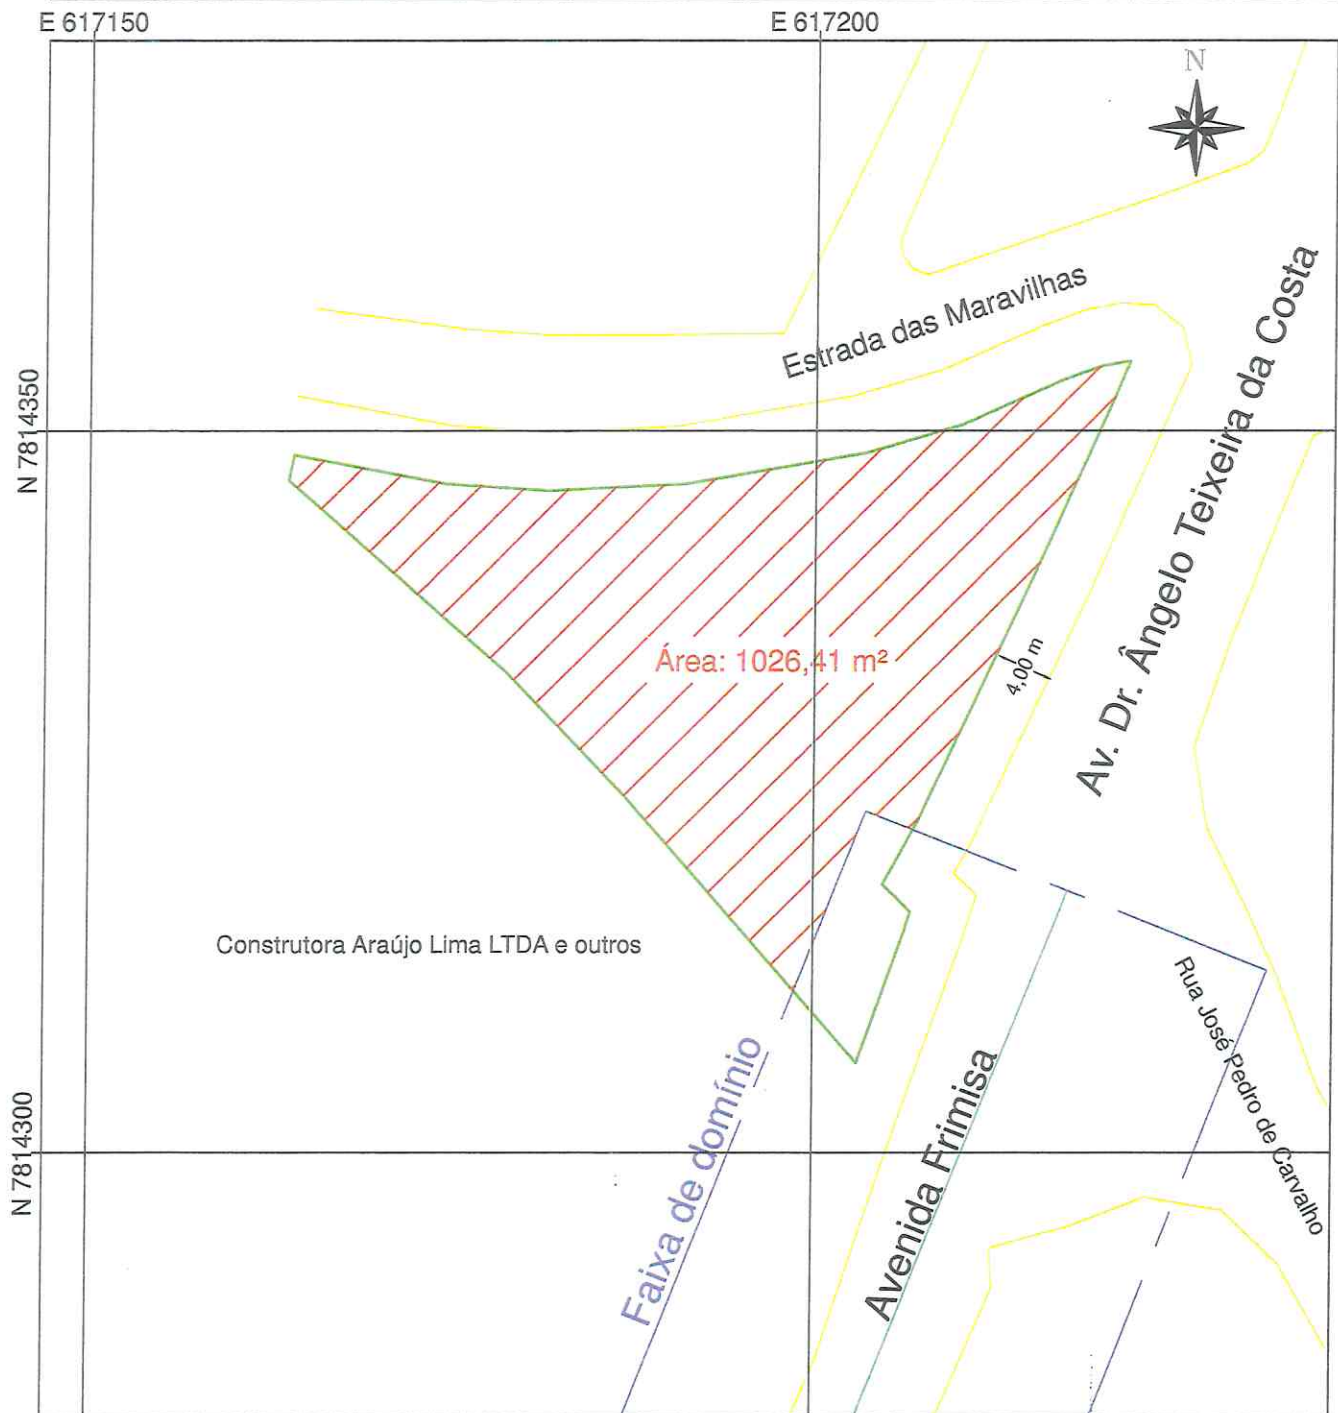 E 617150
E 617200
N
Estrada das Maravilhas
Av. Dr. Ângelo Teixeira da Costa
N 7814350
Área: 1026,41 m²
4,00 m
Construtora Araújo Lima LTDA e outros
Rua José Pedro de Carvalho
Faixa de domínio
Avenida Frimisa
N 7814300